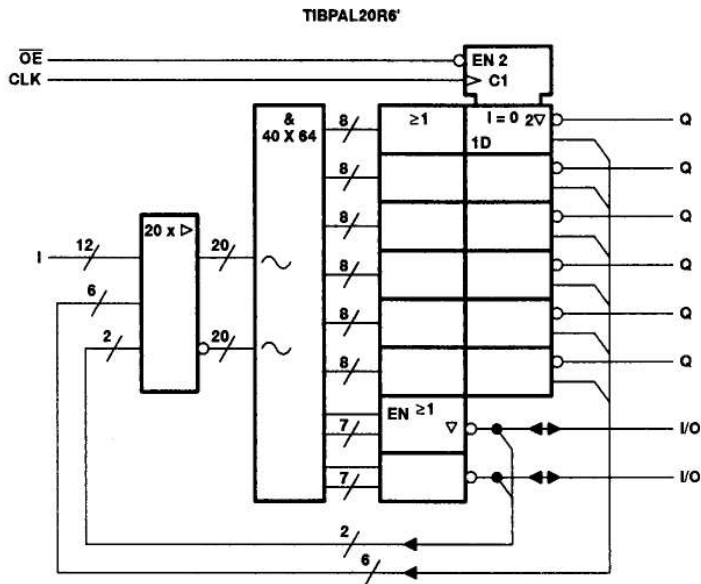 TIBPAL20R6'
OE
EN 2
CLK
C1
&
40 X 64
8
≥1
I = 0
2▽
Q
1D
8
Q
8
Q
20 x ▷
I
12
20
8
Q
6
8
Q
2
20
8
Q
EN
≥1
▽
7
I/O
7
I/O
2
6